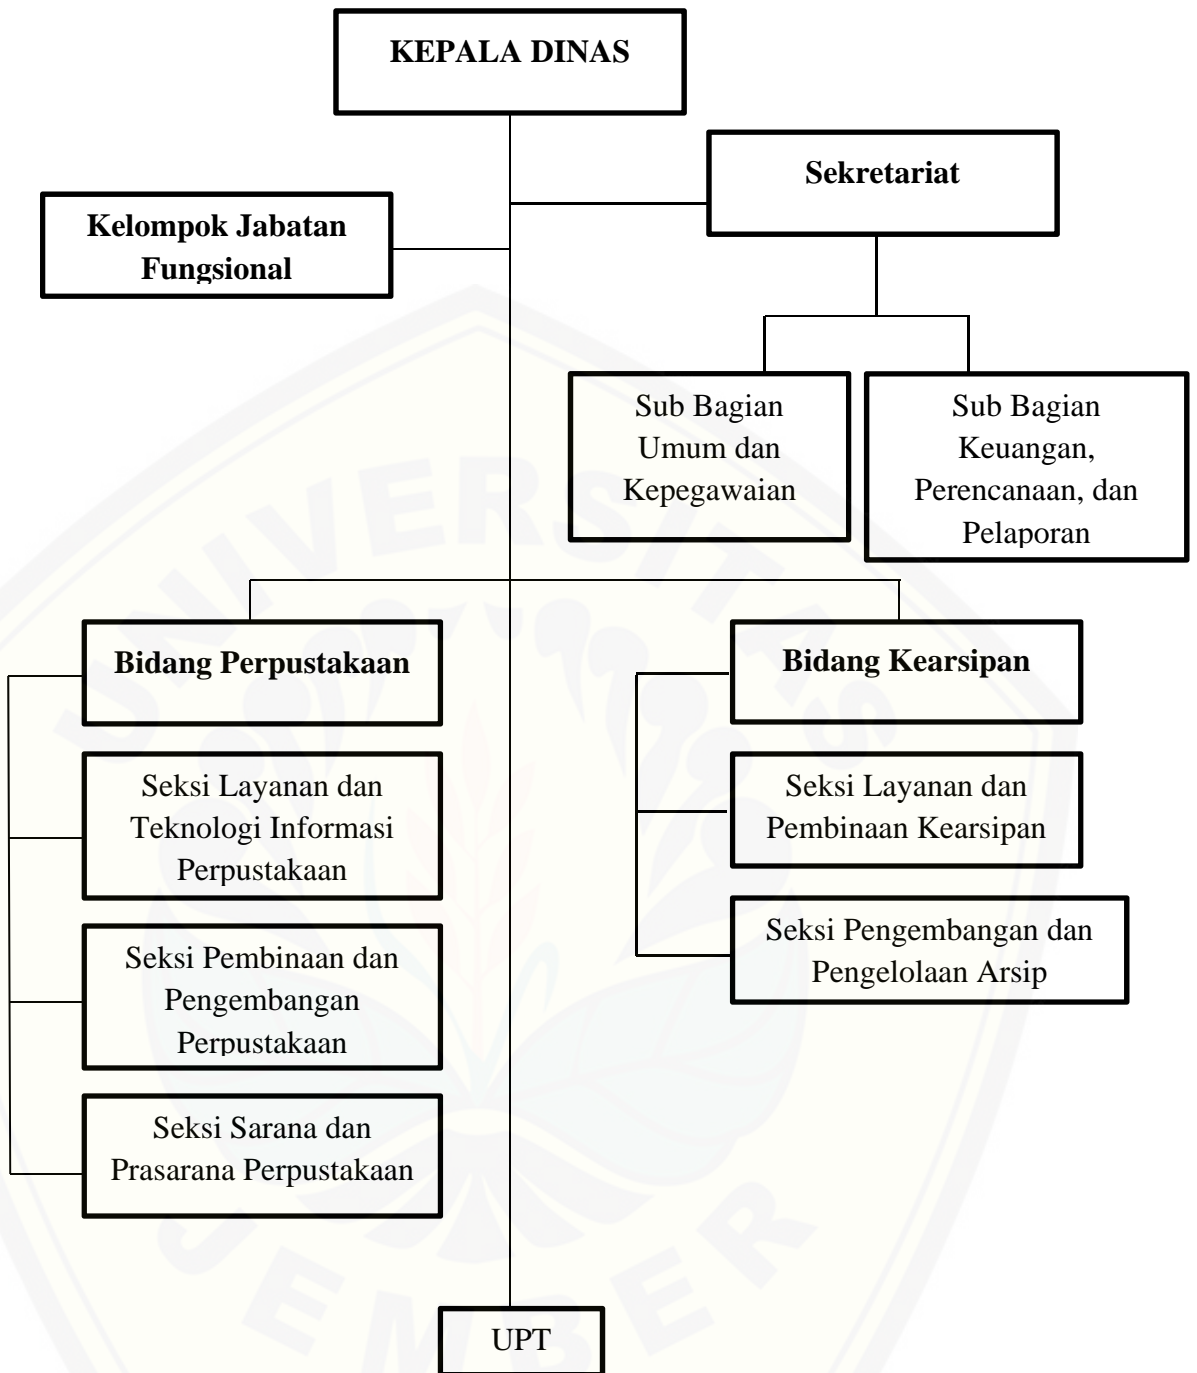 KEPALA DINAS
Sekretariat
Kelompok Jabatan
Fungsional
Sub Bagian
Umum dan
Kepegawaian
Sub Bagian
Keuangan,
Perencanaan, dan
Pelaporan
Bidang Perpustakaan
Seksi Layanan dan
Teknologi Informasi
Perpustakaan
Seksi Pembinaan dan
Pengembangan
Perpustakaan
Seksi Sarana dan
Prasarana Perpustakaan
Bidang Kearsipan
Seksi Layanan dan
Pembinaan Kearsipan
Seksi Pengembangan dan
Pengelolaan Arsip
UPT
UNIVERSITAS
JEMBER